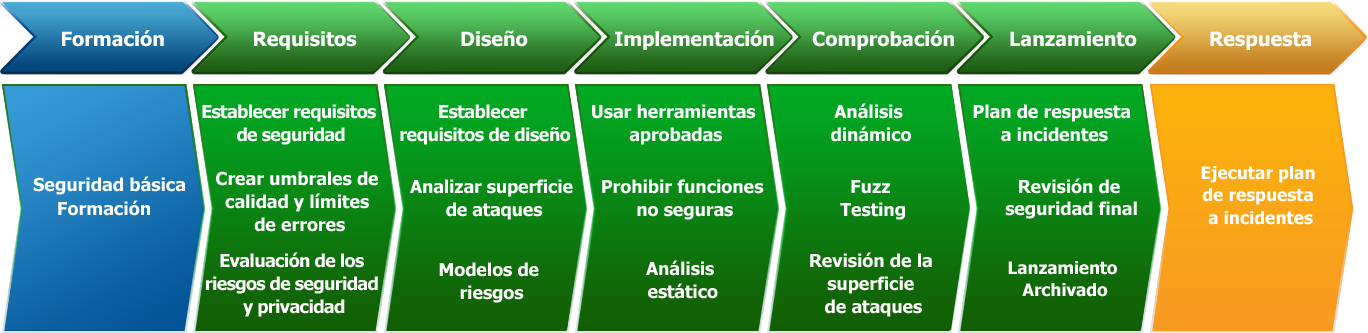 Formación
Requisitos
Diseño
Implementación
Comprobación
Lanzamiento
Respuesta
Seguridad básica
Formación
Establecer requisitos
de seguridad
Crear umbrales de
calidad y límites
de errores
Evaluación de los
riesgos de seguridad
y privacidad
Establecer
requisitos de diseño
Analizar superficie
de ataques
Modelos de
riesgos
Usar herramientas
aprobadas
Prohibir funciones
no seguras
Análisis
estático
Análisis
dinámico
Fuzz
Testing
Revisión de la
superficie
de ataques
Plan de respuesta
a incidentes
Revisión de
seguridad final
Lanzamiento
Archivado
Ejecutar plan
de respuesta
a incidentes